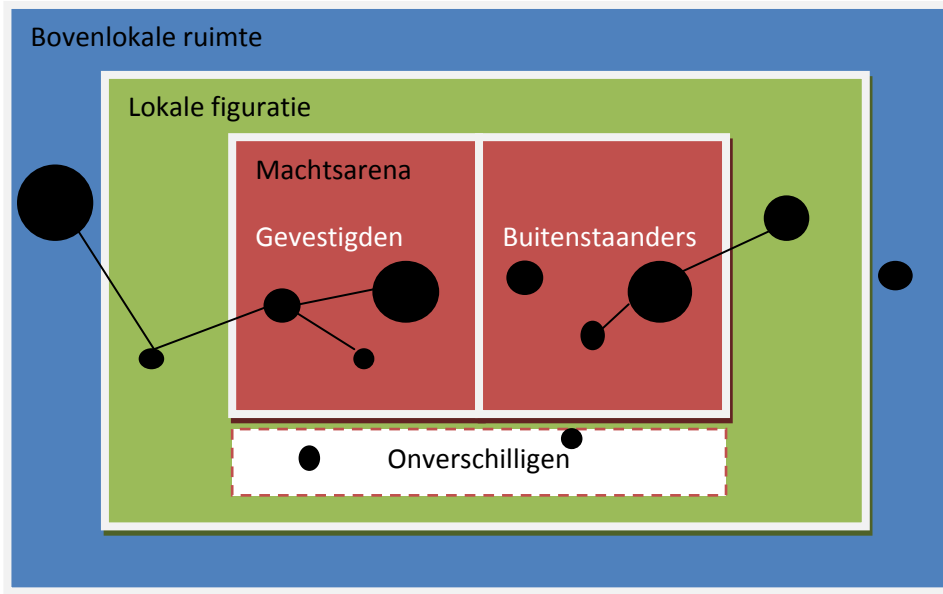 Bovenlokale ruimte
Lokale figuratie
Machtsarena
Gevestigden
Buitenstaanders
Onverschilligen